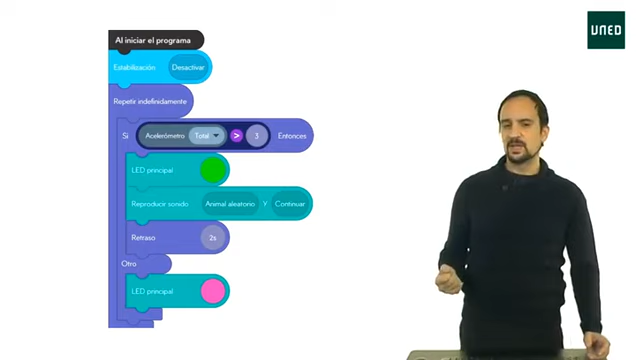 UNED
Al iniciar el programa
Estabilización Desactivar
Repetir indefinidamente
Si Acelerómetro Total > 3 Entonces
LED principal
Reproducir sonido Animal aleatorio Y Continuar
Retraso 2s
Otro
LED principal